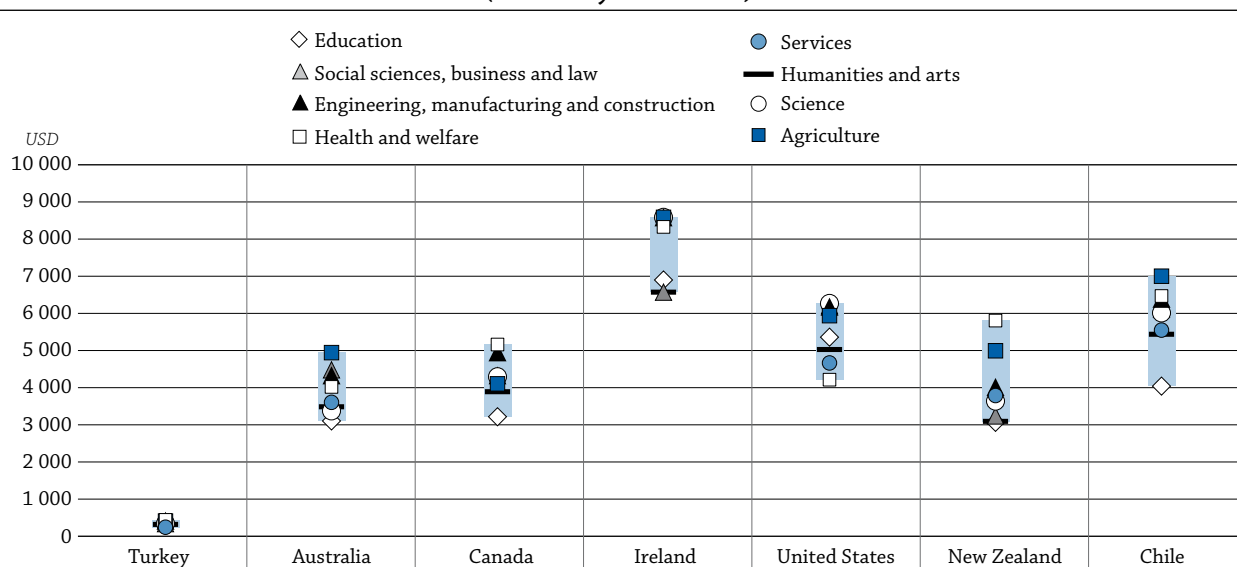 Education
Social sciences, business and law
Engineering, manufacturing and construction
Health and welfare
Services
Humanities and arts
Science
Agriculture
USD
10 000
9 000
8 000
7 000
6 000
5 000
4 000
3 000
2 000
1 000
0
Turkey Australia Canada Ireland United States New Zealand Chile